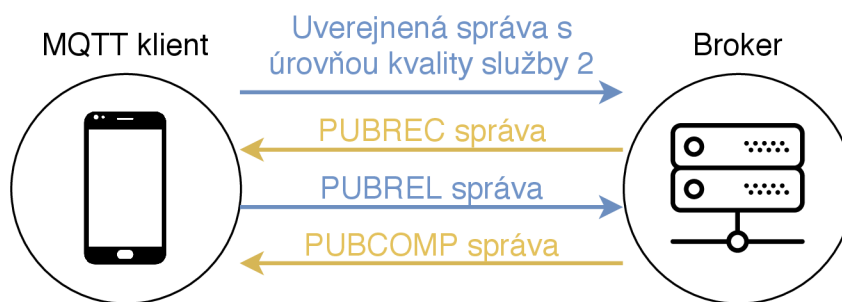 MQTT klient
Uverejnená správa s
úrovňou kvality služby 2
Broker
PUBREC správa
PUBREL správa
PUBCOMP správa